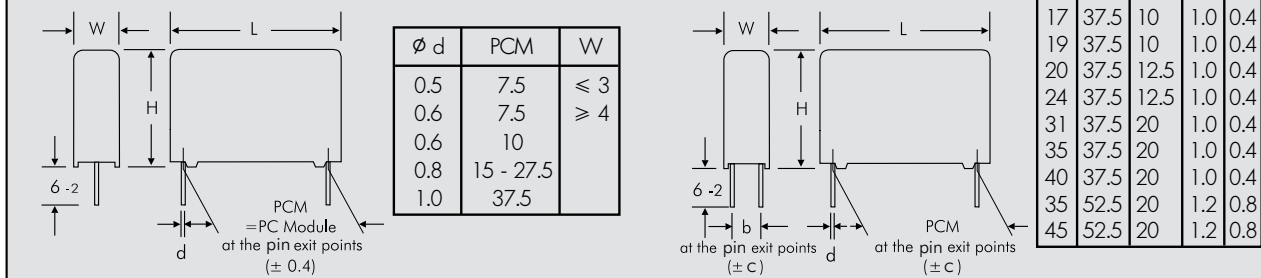 W
L
H
6 -2
d
PCM
=PC Module
at the pin exit points
(± 0.4)
Ø d PCM W
0.5 7.5 ≤ 3
0.6 7.5 ≥ 4
0.6 10
0.8 15 - 27.5
1.0 37.5
W
L
H
6 -2
b
at the pin exit points
(± c)
d
PCM
at the pin exit points
(± c)
17 37.5 10 1.0 0.4
19 37.5 10 1.0 0.4
20 37.5 12.5 1.0 0.4
24 37.5 12.5 1.0 0.4
31 37.5 20 1.0 0.4
35 37.5 20 1.0 0.4
40 37.5 20 1.0 0.4
35 52.5 20 1.2 0.8
45 52.5 20 1.2 0.8